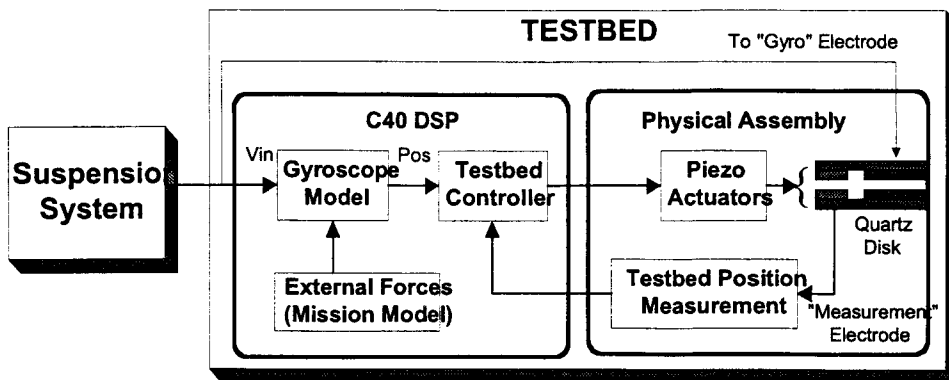 TESTBED
To "Gyro" Electrode
C40 DSP
Physical Assembly
Suspension
System
Vin
Gyroscope
Model
Pos
Testbed
Controller
Piezo
Actuators
Quartz
Disk
External Forces
(Mission Model)
Testbed Position
Measurement
"Measurement"
Electrode